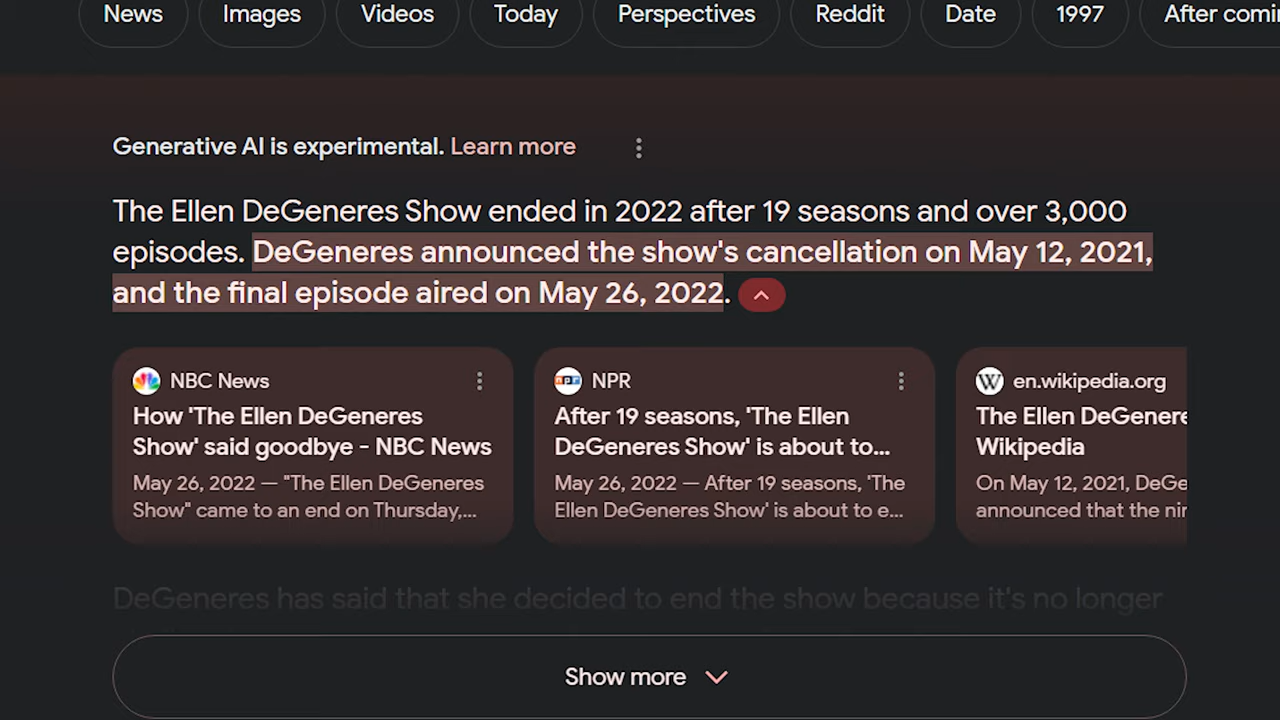 News Images Videos Today Perspectives Reddit Date 1997 After comin
Generative AI is experimental. Learn more
The Ellen DeGeneres Show ended in 2022 after 19 seasons and over 3,000
episodes. DeGeneres announced the show's cancellation on May 12, 2021,
and the final episode aired on May 26, 2022.
NBC News
How 'The Ellen DeGeneres
Show' said goodbye - NBC News
May 26, 2022 — "The Ellen DeGeneres
Show" came to an end on Thursday,...
NPR
After 19 seasons, 'The Ellen
DeGeneres Show' is about to...
May 26, 2022 — After 19 seasons, 'The
Ellen DeGeneres Show' is about to e...
en.wikipedia.org
The Ellen DeGenere
Wikipedia
On May 12, 2021, DeGe
announced that the nin
DeGeneres has said that she decided to end the show because it's no longer
Show more